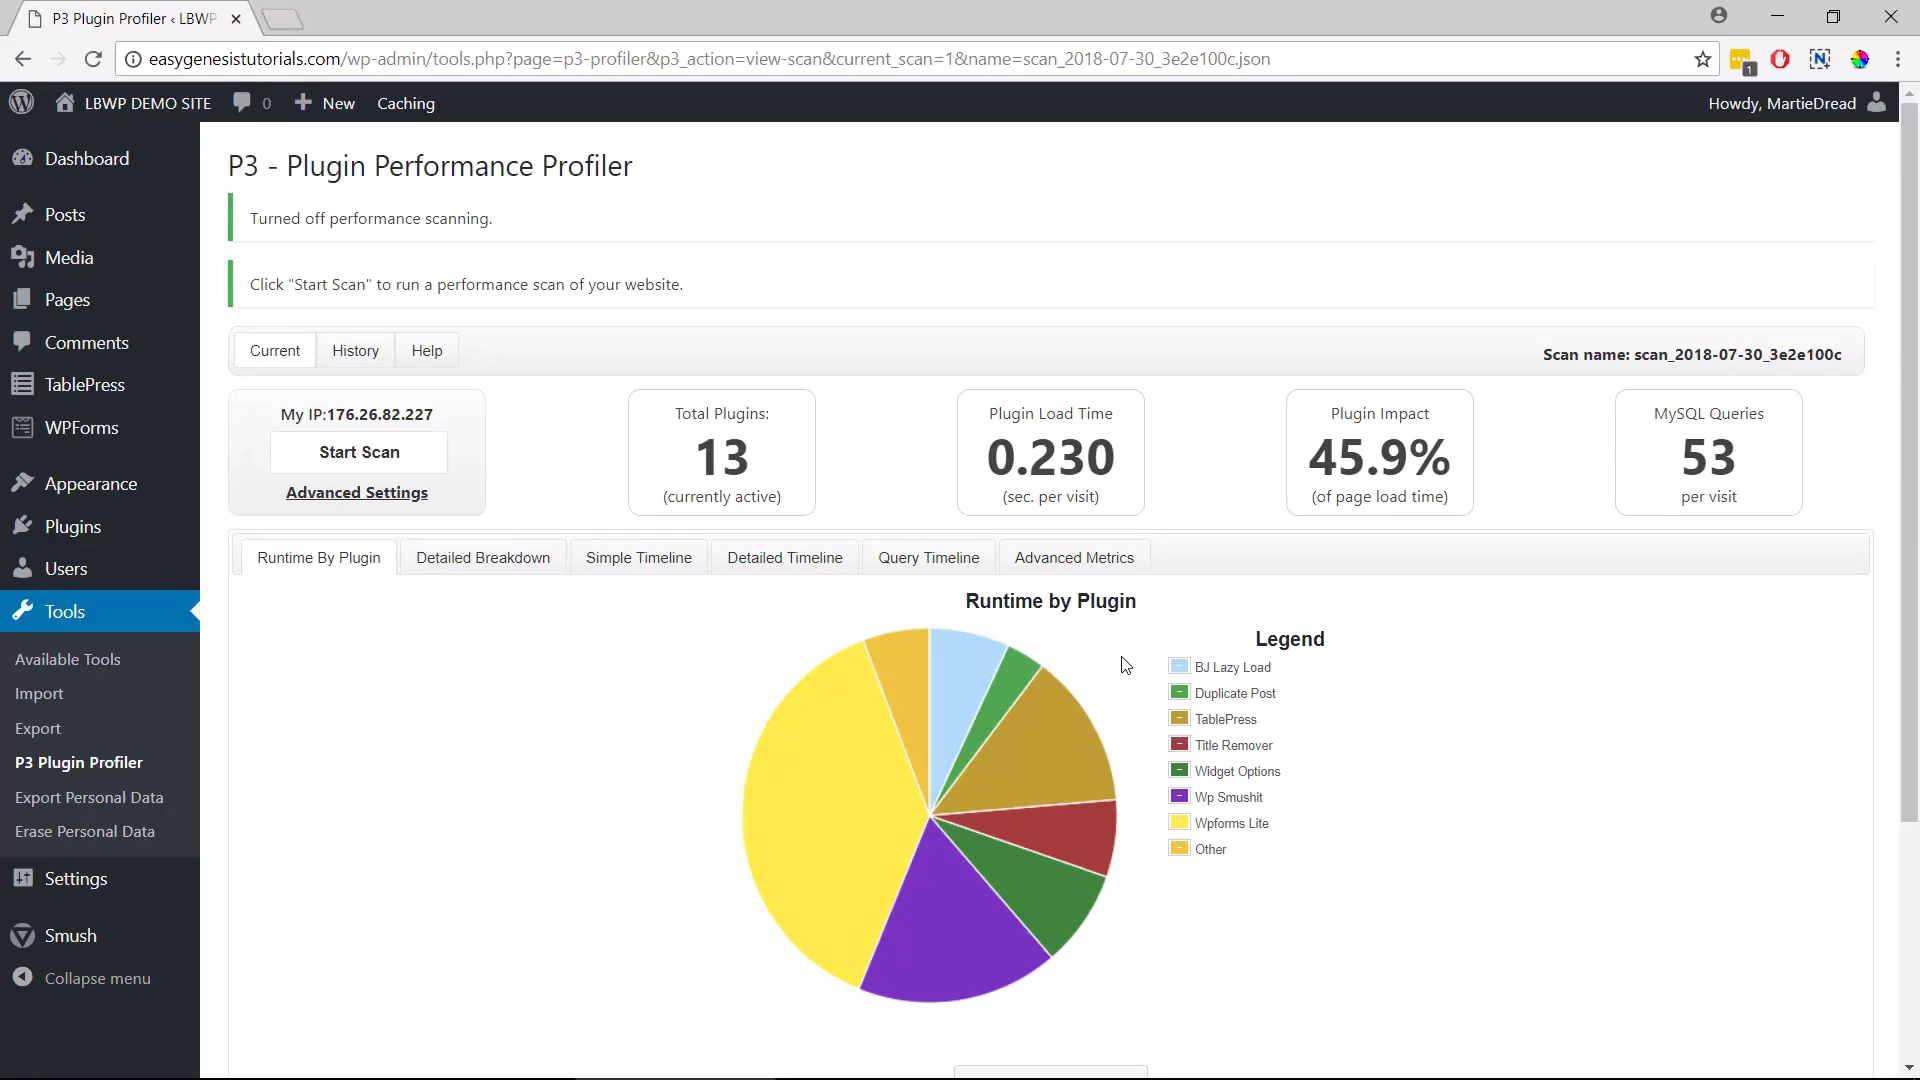 P3 Plugin Profiler ‹ LBWP
easygenesistutorials.com/wp-admin/tools.php?page=p3-profiler&p3_action=view-scan&current_scan=1&name=scan_2018-07-30_3e2e100c.json
1
LBWP DEMO SITE 0 New Caching Howdy, MartieDread
Dashboard
Posts
Media
Pages
Comments
TablePress
WPForms
Appearance
Plugins
Users
Tools
Available Tools
Import
Export
P3 Plugin Profiler
Export Personal Data
Erase Personal Data
Settings
Smush
Collapse menu
P3 - Plugin Performance Profiler
Turned off performance scanning.
Click "Start Scan" to run a performance scan of your website.
Current History Help Scan name: scan_2018-07-30_3e2e100c
My IP:176.26.82.227
Start Scan
Advanced Settings
Total Plugins:
13
(currently active)
Plugin Load Time
0.230
(sec. per visit)
Plugin Impact
45.9%
(of page load time)
MySQL Queries
53
per visit
Runtime By Plugin Detailed Breakdown Simple Timeline Detailed Timeline Query Timeline Advanced Metrics
Runtime by Plugin
Legend
BJ Lazy Load
Duplicate Post
TablePress
Title Remover
Widget Options
Wp Smushit
Wpforms Lite
Other